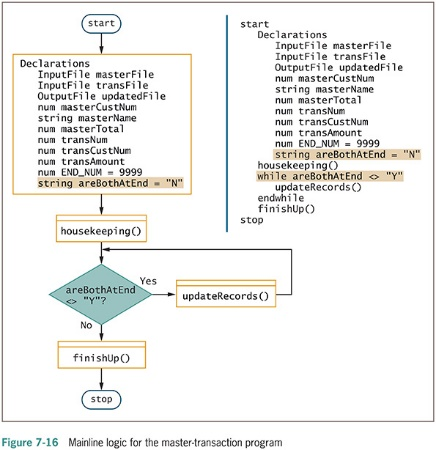 start
Declarations
InputFile masterFile
InputFile transFile
OutputFile updatedFile
num masterCustNum
string masterName
num masterTotal
num transNum
num transCustNum
num transAmount
num END_NUM = 9999
string areBothAtEnd = "N"
housekeeping()
areBothAtEnd
<> "Y"?
Yes
updateRecords()
No
finishUp()
stop
start
Declarations
InputFile masterFile
InputFile transFile
OutputFile updatedFile
num masterCustNum
string masterName
num masterTotal
num transNum
num transCustNum
num transAmount
num END_NUM = 9999
string areBothAtEnd = "N"
housekeeping()
while areBothAtEnd <> "Y"
updateRecords()
endwhile
finishUp()
stop
Figure 7-16 Mainline logic for the master-transaction program